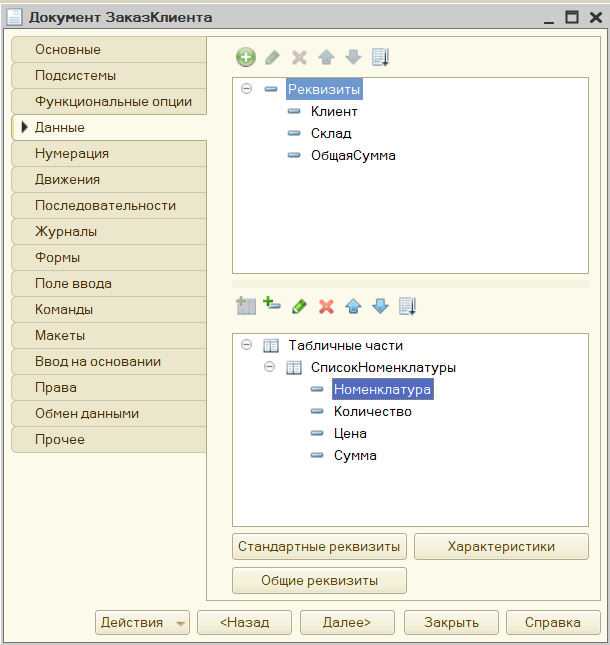 Документ ЗаказКлиента
Основные
Подсистемы
Функциональные опции
Данные
Нумерация
Движения
Последовательности
Журналы
Формы
Поле ввода
Команды
Макеты
Ввод на основании
Права
Обмен данными
Прочее
Реквизиты
Клиент
Склад
ОбщаяСумма
Табличные части
СписокНоменклатуры
Номенклатура
Количество
Цена
Сумма
Стандартные реквизиты
Характеристики
Общие реквизиты
Действия
<Назад
Далее>
Закрыть
Справка